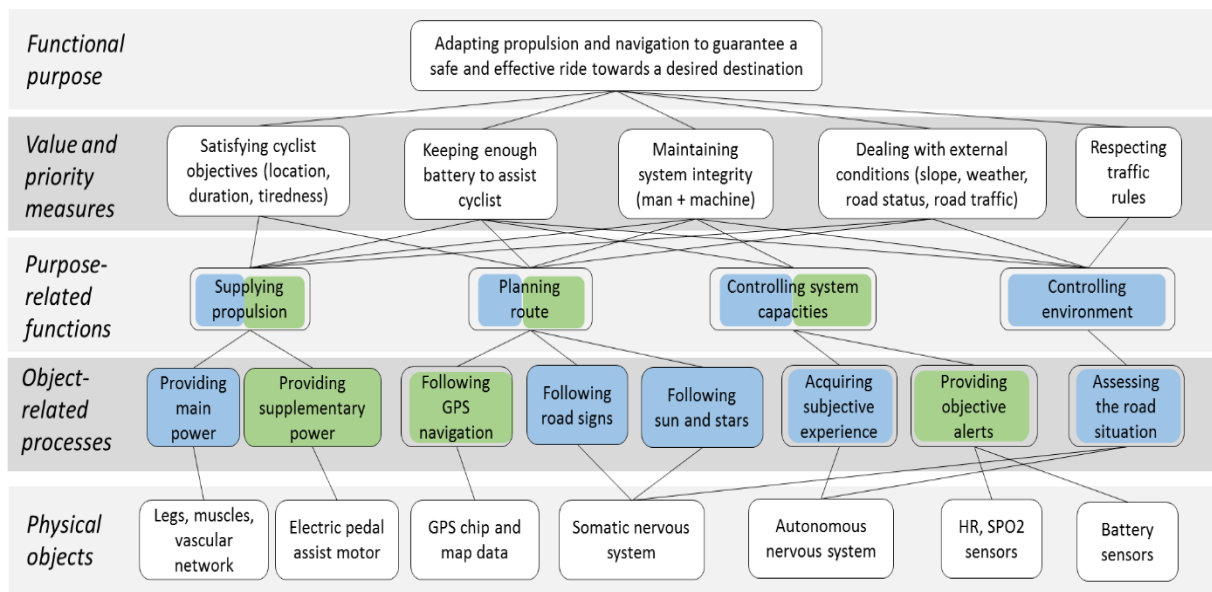 Functional
purpose
Adapting propulsion and navigation to guarantee a
safe and effective ride towards a desired destination
Value and
priority
measures
Satisfying cyclist
objectives (location,
duration, tiredness)
Keeping enough
battery to assist
cyclist
Maintaining
system integrity
(man + machine)
Dealing with external
conditions (slope, weather,
road status, road traffic)
Respecting
traffic
rules
Purpose-
related
functions
Supplying
propulsion
Planning
route
Controlling system
capacities
Controlling
environment
Object-
related
processes
Providing
main
power
Providing
supplementary
power
Following
GPS
navigation
Following
road signs
Following
sun and stars
Acquiring
subjective
experience
Providing
objective
alerts
Assessing
the road
situation
Physical
objects
Legs, muscles,
vascular
network
Electric pedal
assist motor
GPS chip and
map data
Somatic nervous
system
Autonomous
nervous system
HR, SPO2
sensors
Battery
sensors